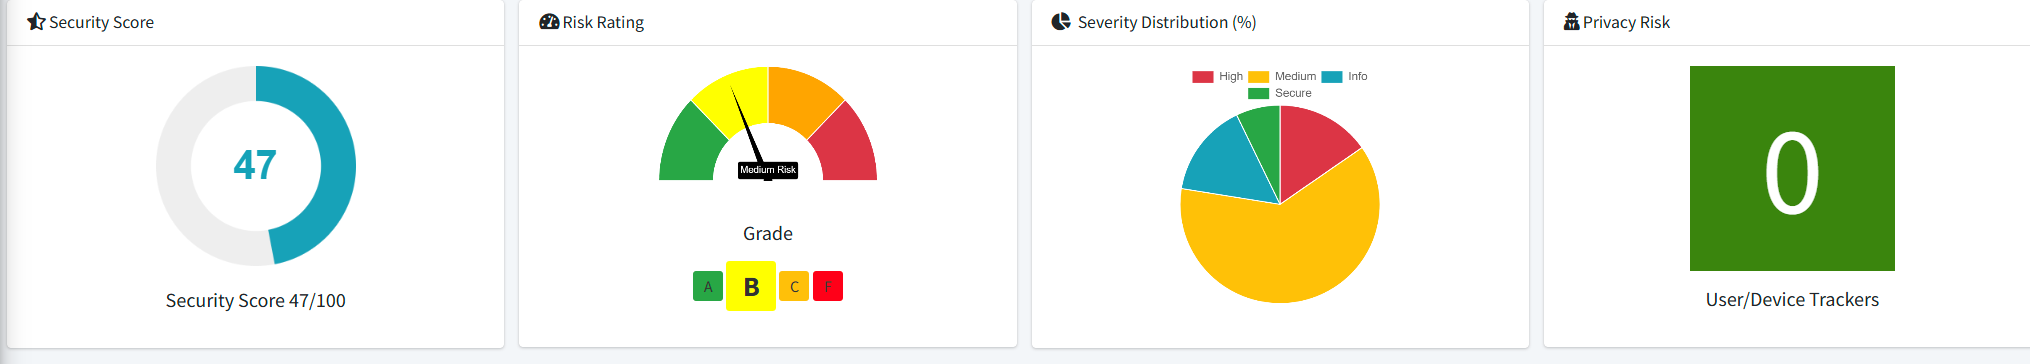 Security Score
47
Security Score 47/100
Risk Rating
Medium Risk
Grade
A B C F
Severity Distribution (%)
High Medium Info
Secure
Privacy Risk
0
User/Device Trackers